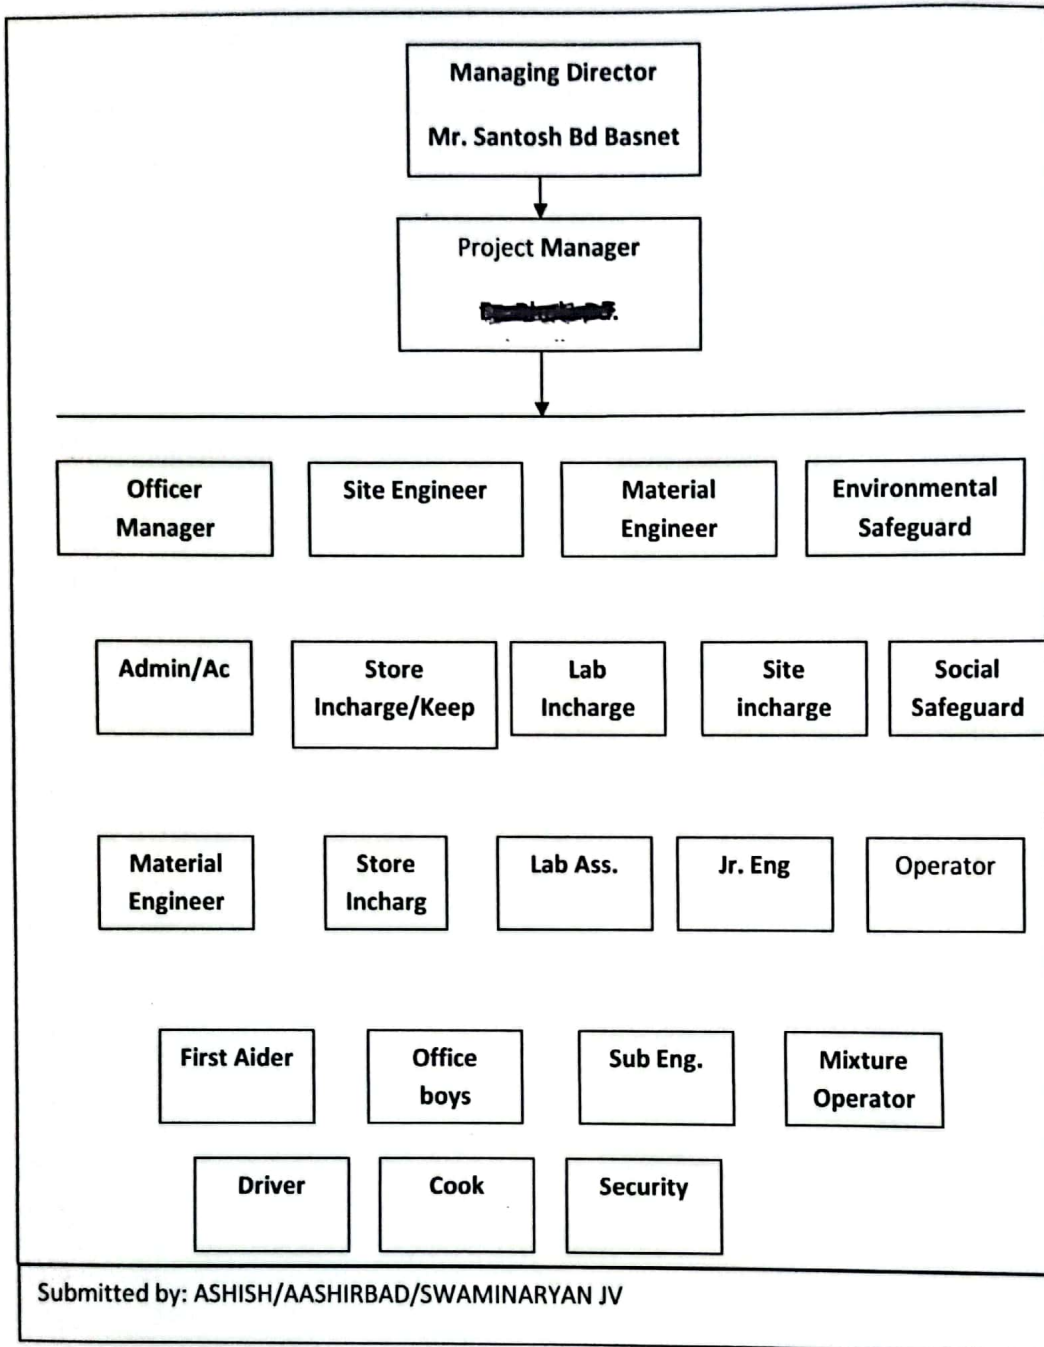 Managing Director
Mr. Santosh Bd Basnet
Project Manager
Officer
Manager
Site Engineer
Material
Engineer
Environmental
Safeguard
Admin/Ac
Store
Incharge/Keep
Lab
Incharge
Site
incharge
Social
Safeguard
Material
Engineer
Store
Incharg
Lab Ass.
Jr. Eng
Operator
First Aider
Office
boys
Sub Eng.
Mixture
Operator
Driver
Cook
Security
Submitted by: ASHISH/AASHIRBAD/SWAMINARYAN JV